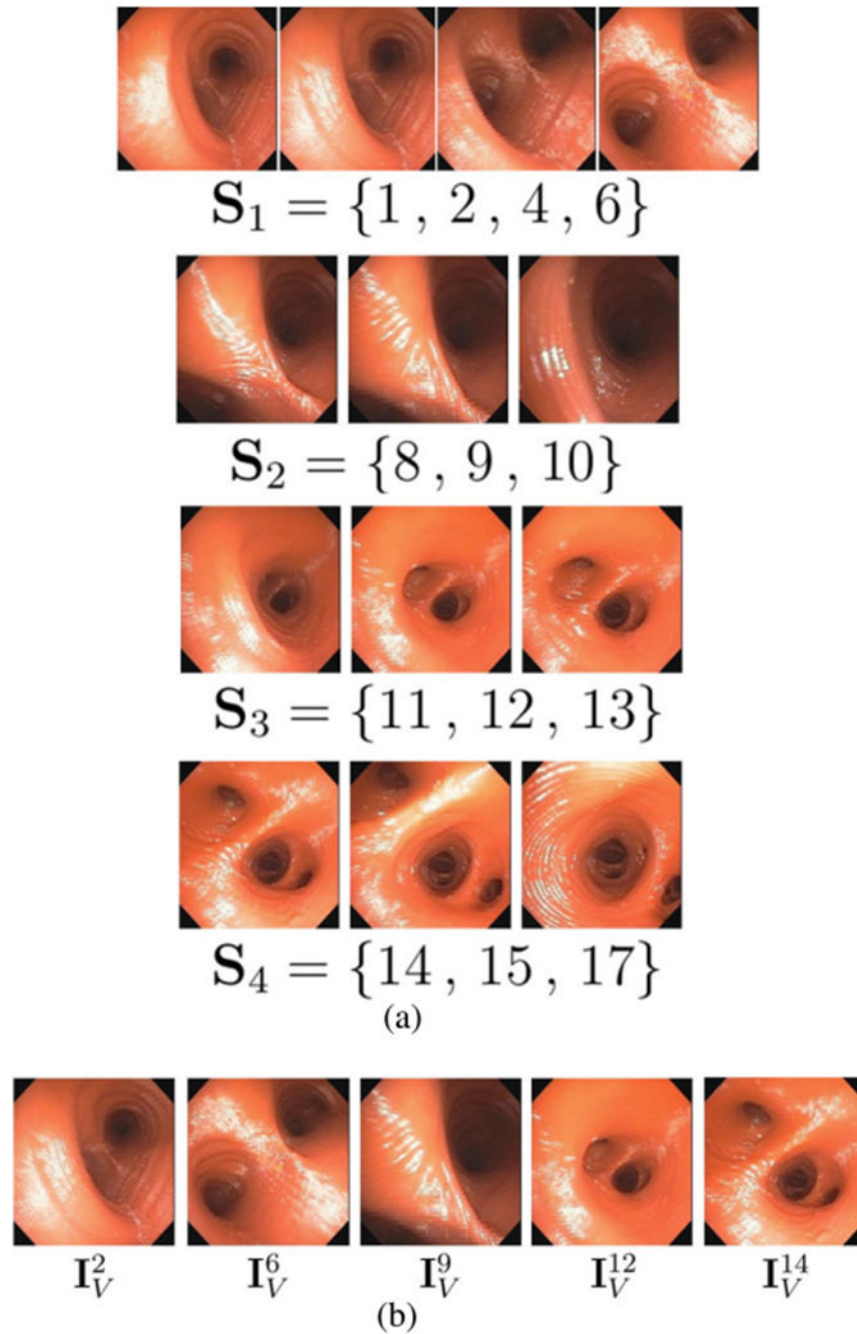 S₁ = {1 , 2 , 4 , 6}
S₂ = {8 , 9 , 10}
S₃ = {11 , 12 , 13}
S₄ = {14 , 15 , 17}
(a)
I²_V I⁶_V I⁹_V I¹²_V I¹⁴_V
(b)